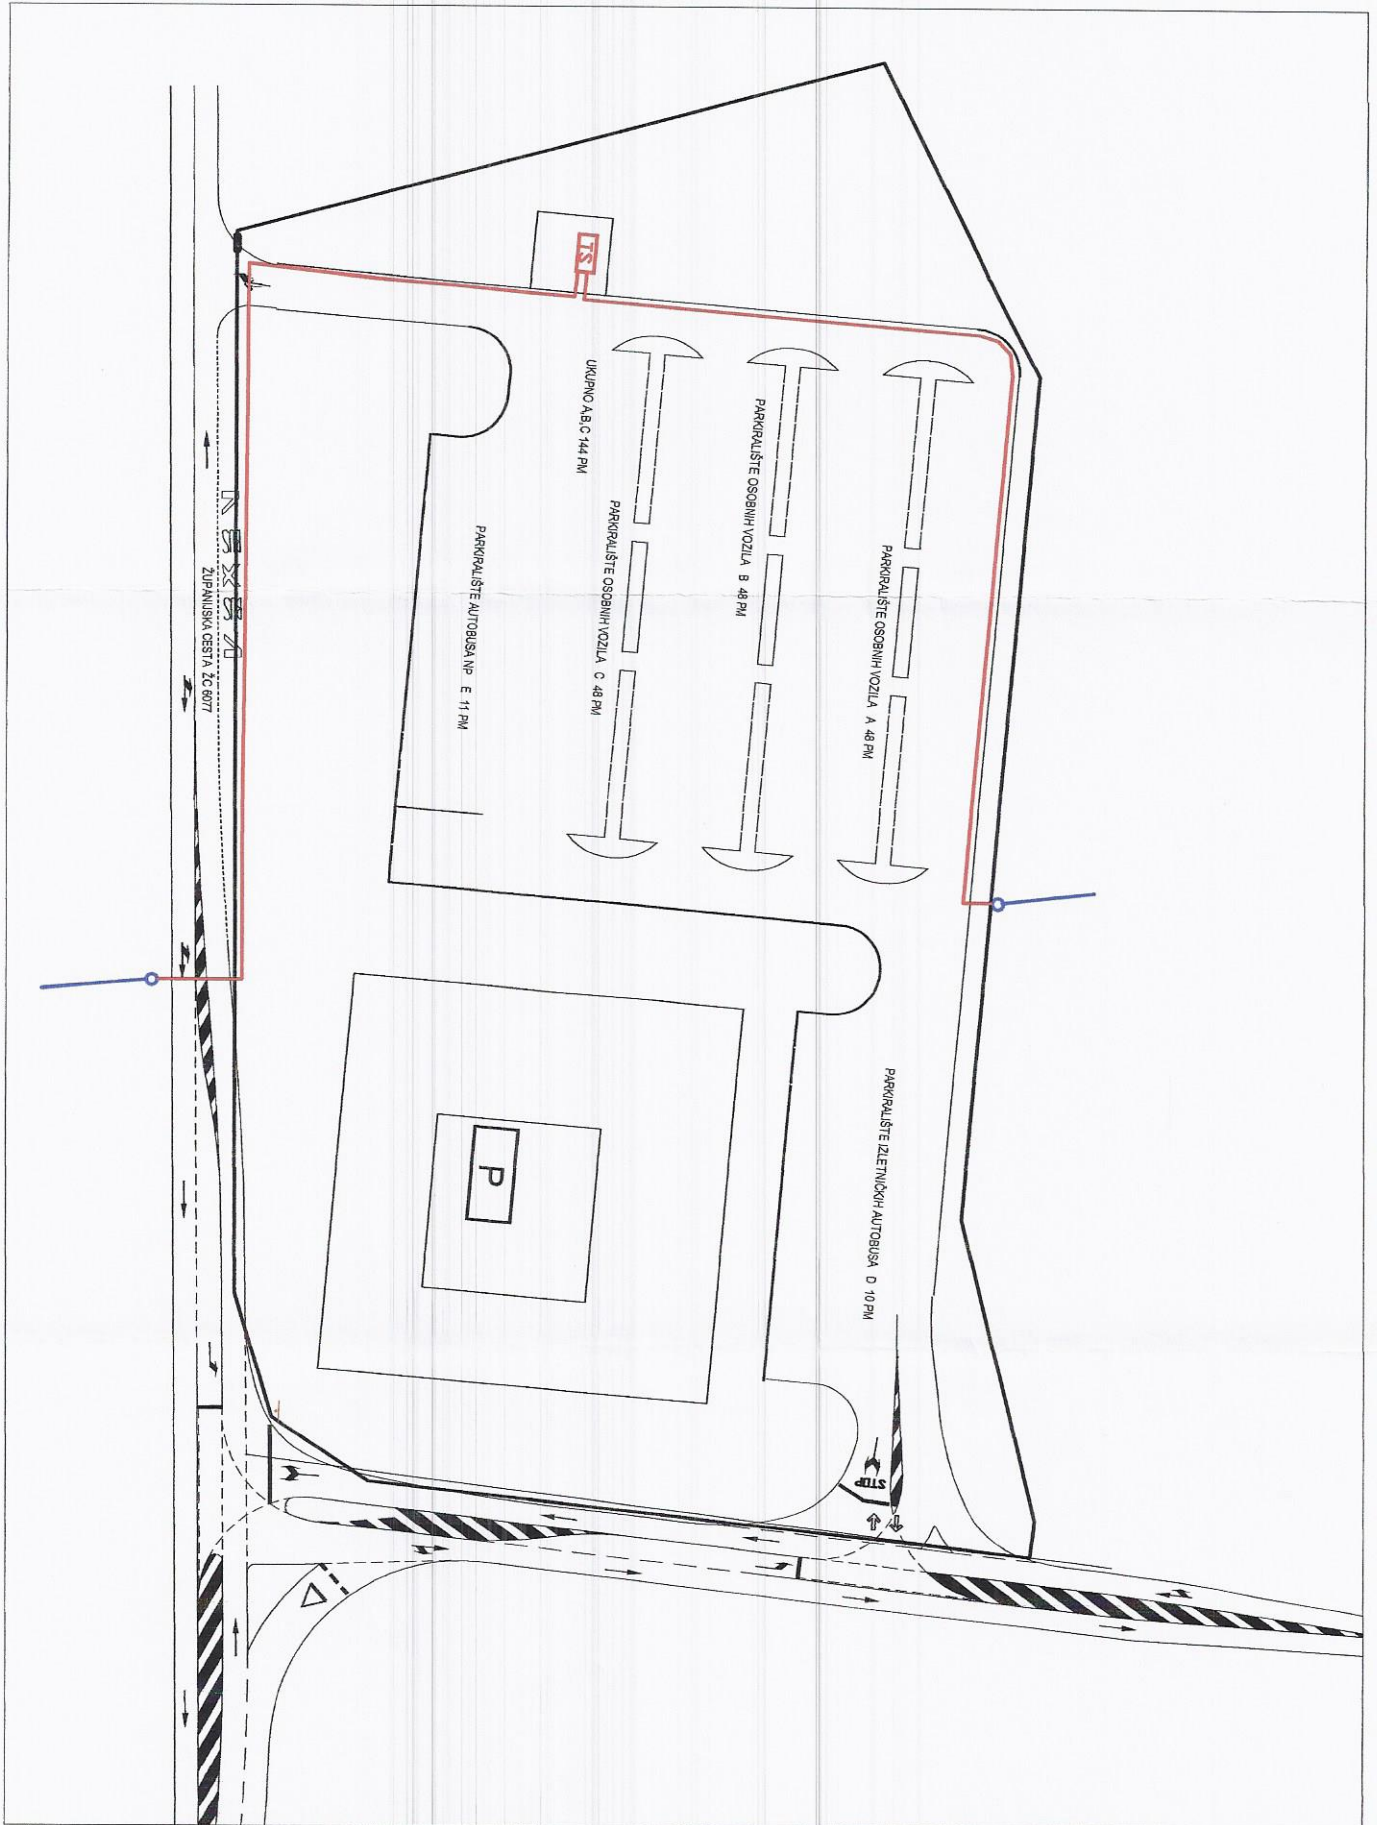 TS
UKUPNO A,B,C 144 PM
PARKIRALIŠTE OSOBNIH VOZILA A 48 PM
PARKIRALIŠTE OSOBNIH VOZILA B 48 PM
PARKIRALIŠTE OSOBNIH VOZILA C 48 PM
PARKIRALIŠTE AUTOBUSA NP E 11 PM
ŽUPANIJSKA CESTA ŽC 6077
PARKIRALIŠTE IZLETNIČKIH AUTOBUSA D 10 PM
P
STOP